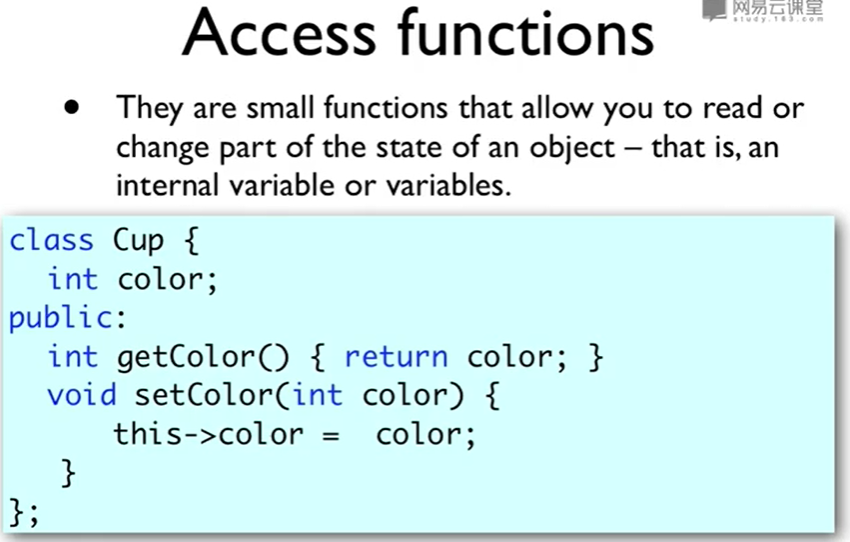 网易云课堂
study.163.com
Access functions
• They are small functions that allow you to read or
change part of the state of an object – that is, an
internal variable or variables.
class Cup {
int color;
public:
int getColor() { return color; }
void setColor(int color) {
this->color = color;
}
};